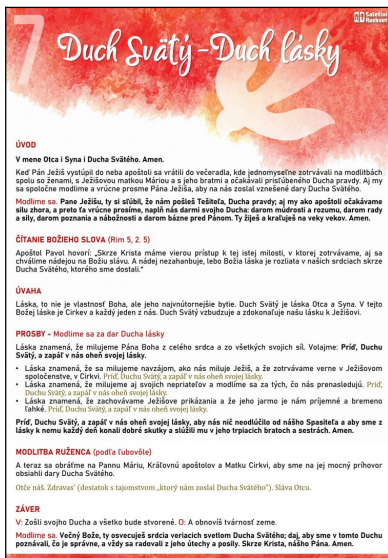 Saletíni
Rozkvet
7
Duch Svätý – Duch lásky
ÚVOD
V mene Otca i Syna i Ducha Svätého. Amen.
Keď Pán Ježiš vystúpil do neba apoštoli sa vrátili do večeradla, kde jednomyseľne zotrvávali na modlitbách
spolu so ženami, s Ježišovou matkou Máriou a s jeho bratmi a očakávali prisľúbeného Ducha pravdy. Aj my
sa spoločne modlime a vrúcne prosme Pána Ježiša, aby na nás zoslal vznešené dary Ducha Svätého.
Modlime sa. Pane Ježišu, ty si sľúbil, že nám pošleš Tešiteľa, Ducha pravdy; aj my ako apoštoli očakávame
silu zhora, a preto ťa vrúcne prosíme, naplň nás darmi svojho Ducha: darom múdrosti a rozumu, darom rady
a sily, darom poznania a nábožnosti a darom bázne pred Pánom. Ty žiješ a kraľuješ na veky vekov. Amen.
ČÍTANIE BOŽIEHO SLOVA (Rim 5, 2. 5)
Apoštol Pavol hovorí: „Skrze Krista máme vierou prístup k tej istej milosti, v ktorej zotrvávame, aj sa
chválime nádejou na Božiu slávu. A nádej nezahanbuje, lebo Božia láska je rozliata v našich srdciach skrze
Ducha Svätého, ktorého sme dostali."
ÚVAHA
Láska, to nie je vlastnosť Boha, ale jeho najvnútornejšie bytie. Duch Svätý je láska Otca a Syna. V tejto
Božej láske je Cirkev a každý jeden z nás. Duch Svätý vzbudzuje a zdokonaľuje našu lásku k Ježišovi.
PROSBY – Modlime sa za dar Ducha lásky
Láska znamená, že milujeme Pána Boha z celého srdca a zo všetkých svojich síl. Volajme: Príď, Duchu
Svätý, a zapáľ v nás oheň svojej lásky.
• Láska znamená, že sa milujeme navzájom, ako nás miluje Ježiš, a že zotrváme verne v Ježišovom
spoločenstve, v Cirkvi. Príď, Duchu Svätý, a zapáľ v nás oheň svojej lásky.
• Láska znamená, že milujeme aj svojich nepriateľov a modlíme sa za tých, čo nás prenasledujú. Príď,
Duchu Svätý, a zapáľ v nás oheň svojej lásky.
• Láska znamená, že zachovávame Ježišove prikázania a že jeho jarmo je nám príjemné a bremeno
ľahké. Príď, Duchu Svätý, a zapáľ v nás oheň svojej lásky.
Príď, Duchu Svätý, a zapáľ v nás oheň svojej lásky, aby nás nič neodlúčilo od nášho Spasiteľa a aby sme z
lásky k nemu každý deň konali dobré skutky a slúžili mu v jeho trpiacich bratoch a sestrách. Amen.
MODLITBA RUŽENCA (podľa ľubovôle)
A teraz sa obráťme na Pannu Máriu, Kráľovnú apoštolov a Matku Cirkvi, aby sme na jej mocný príhovor
obsiahli dary Ducha Svätého.
Otče náš. Zdravas' (desiatok s tajomstvom „ktorý nám zoslal Ducha Svätého"). Sláva Otcu.
ZÁVER
V: Zošli svojho Ducha a všetko bude stvorené. O: A obnovíš tvárnosť zeme.
Modlime sa. Večný Bože, ty osvecuješ srdcia veriacich svetlom Ducha Svätého; daj, aby sme v tomto Duchu
poznávali, čo je správne, a vždy sa radovali z jeho útechy a posily. Skrze Krista, nášho Pána. Amen.